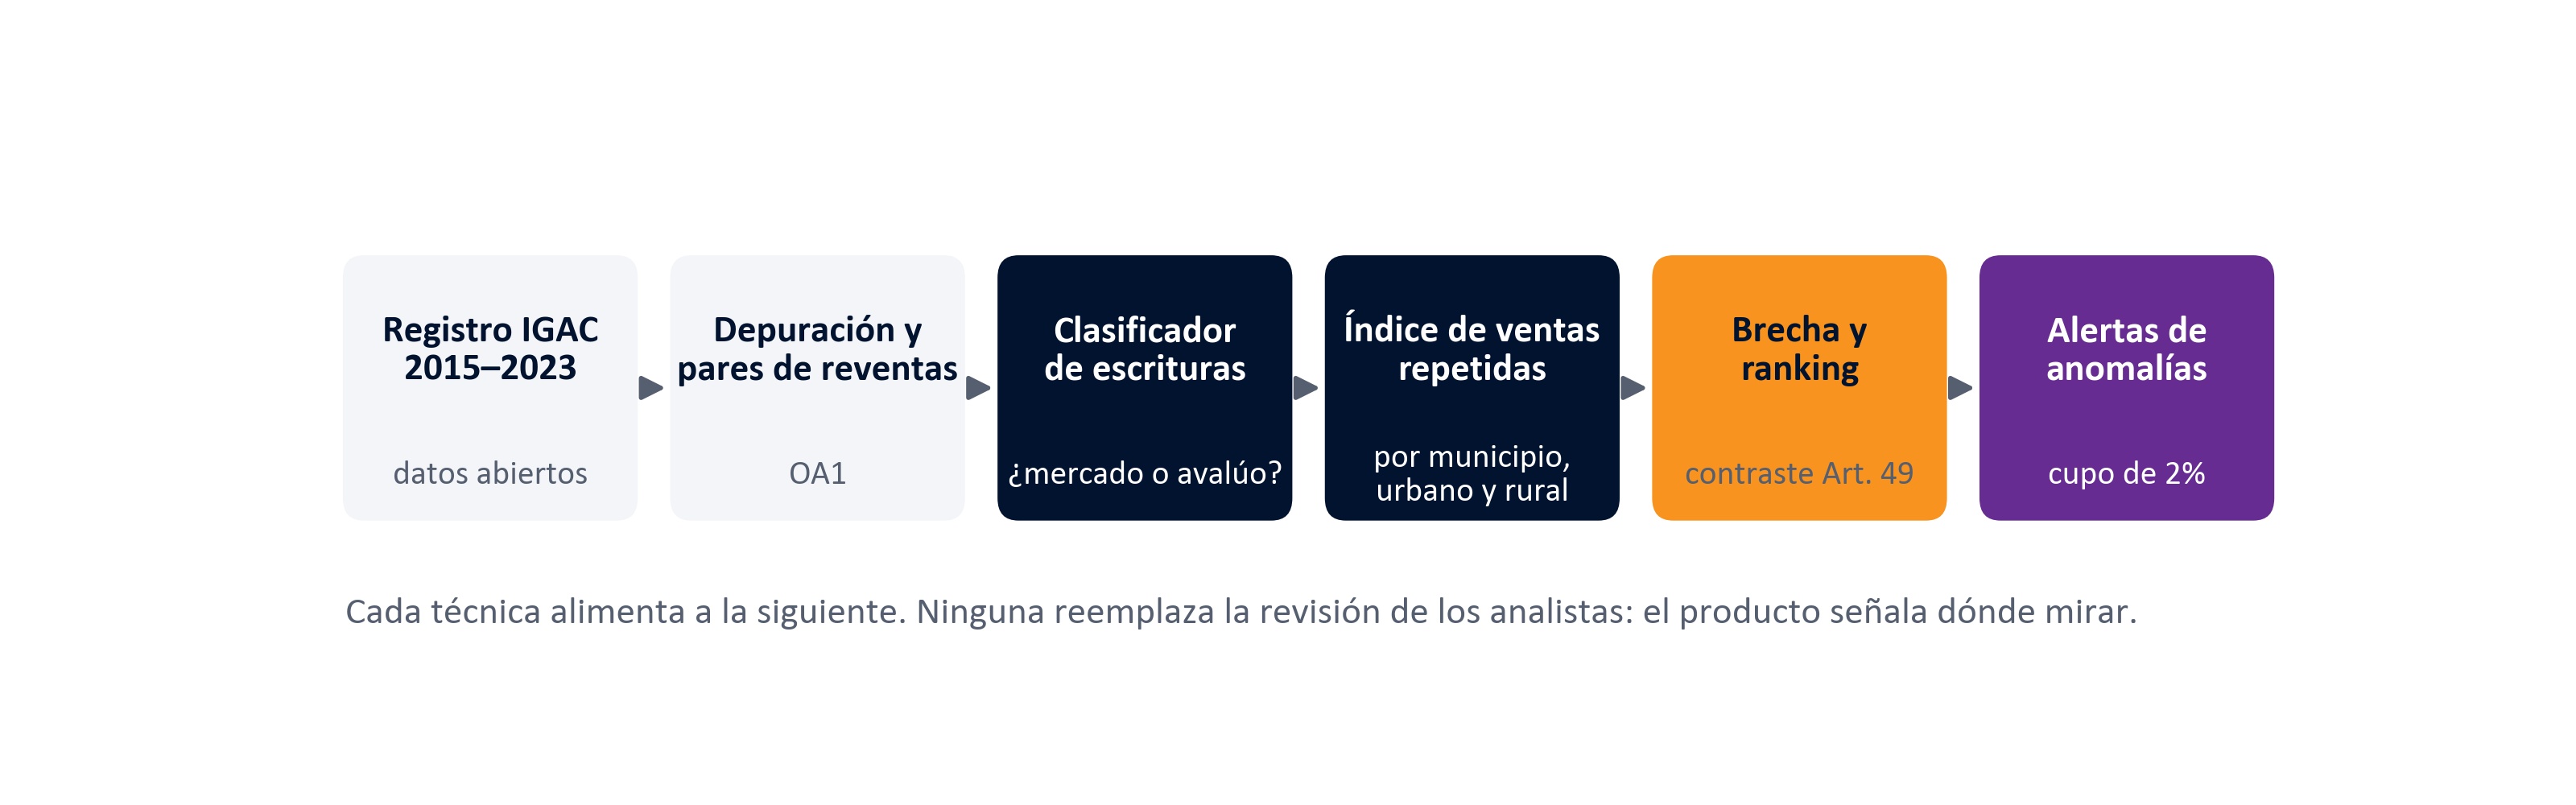 Registro IGAC
2015–2023
datos abiertos
Depuración y
pares de reventas
OA1
Clasificador
de escrituras
¿mercado o avalúo?
Índice de ventas
repetidas
por municipio,
urbano y rural
Brecha y
ranking
contraste Art. 49
Alertas de
anomalías
cupo de 2%
Cada técnica alimenta a la siguiente. Ninguna reemplaza la revisión de los analistas: el producto señala dónde mirar.